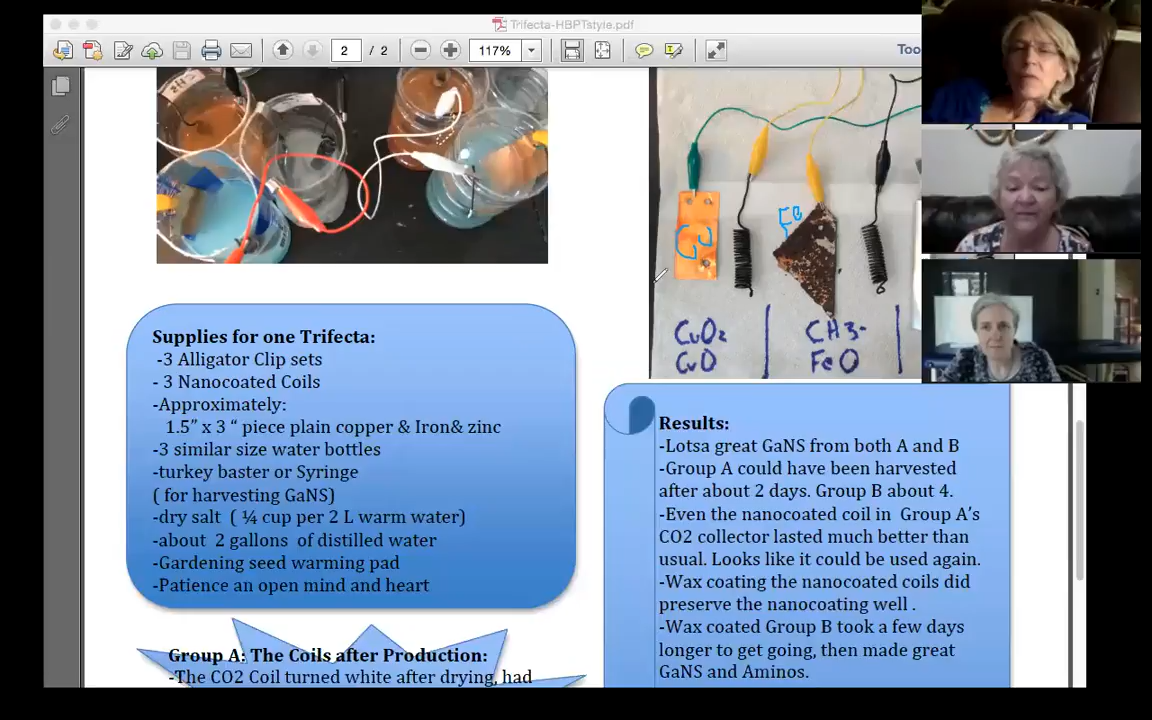 Trifecta-HBPTstyle.pdf
2 / 2
117%
Too
CH3
Cu
Fe
CuO2
CuO
CH3-
FeO
Supplies for one Trifecta:
-3 Alligator Clip sets
- 3 Nanocoated Coils
-Approximately:
1.5” x 3 “ piece plain copper & Iron& zinc
-3 similar size water bottles
-turkey baster or Syringe
( for harvesting GaNS)
-dry salt ( ¼ cup per 2 L warm water)
-about 2 gallons of distilled water
-Gardening seed warming pad
-Patience an open mind and heart
Results:
-Lotsa great GaNS from both A and B
-Group A could have been harvested
after about 2 days. Group B about 4.
-Even the nanocoated coil in Group A’s
CO2 collector lasted much better than
usual. Looks like it could be used again.
-Wax coating the nanocoated coils did
preserve the nanocoating well .
-Wax coated Group B took a few days
longer to get going, then made great
GaNS and Aminos.
Group A: The Coils after Production:
-The CO2 Coil turned white after drying, had